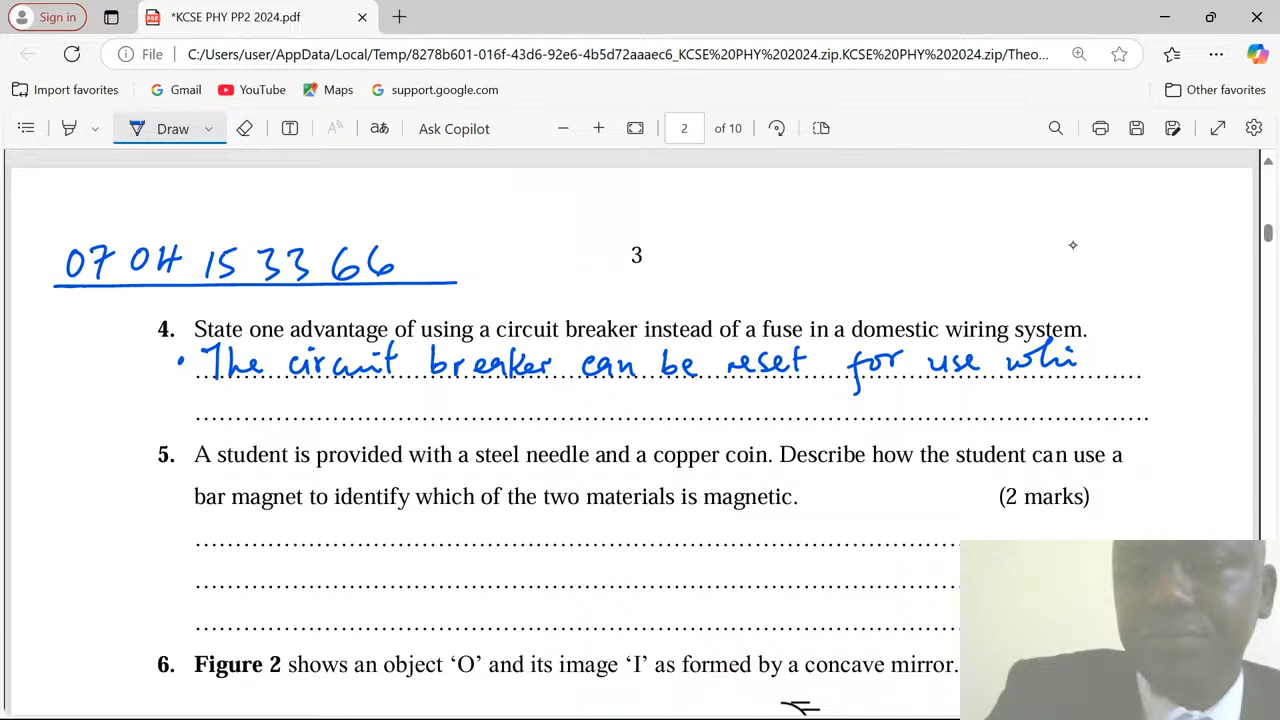 Sign in
*KCSE PHY PP2 2024.pdf
File
C:/Users/user/AppData/Local/Temp/8278b601-016f-43d6-92e6-4b5d72aaaec6_KCSE%20PHY%202024.zip.KCSE%20PHY%202024.zip/Theo...
Import favorites
Gmail
YouTube
Maps
support.google.com
Other favorites
Draw
Ask Copilot
2 of 10
07 04 15 33 66
3
4. State one advantage of using a circuit breaker instead of a fuse in a domestic wiring system.
• The circuit breaker can be reset for use whi
5. A student is provided with a steel needle and a copper coin. Describe how the student can use a
bar magnet to identify which of the two materials is magnetic. (2 marks)
6. Figure 2 shows an object ‘O’ and its image ‘I’ as formed by a concave mirror.